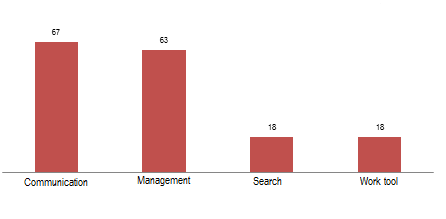 67
63
18
18
Communication
Management
Search
Work tool